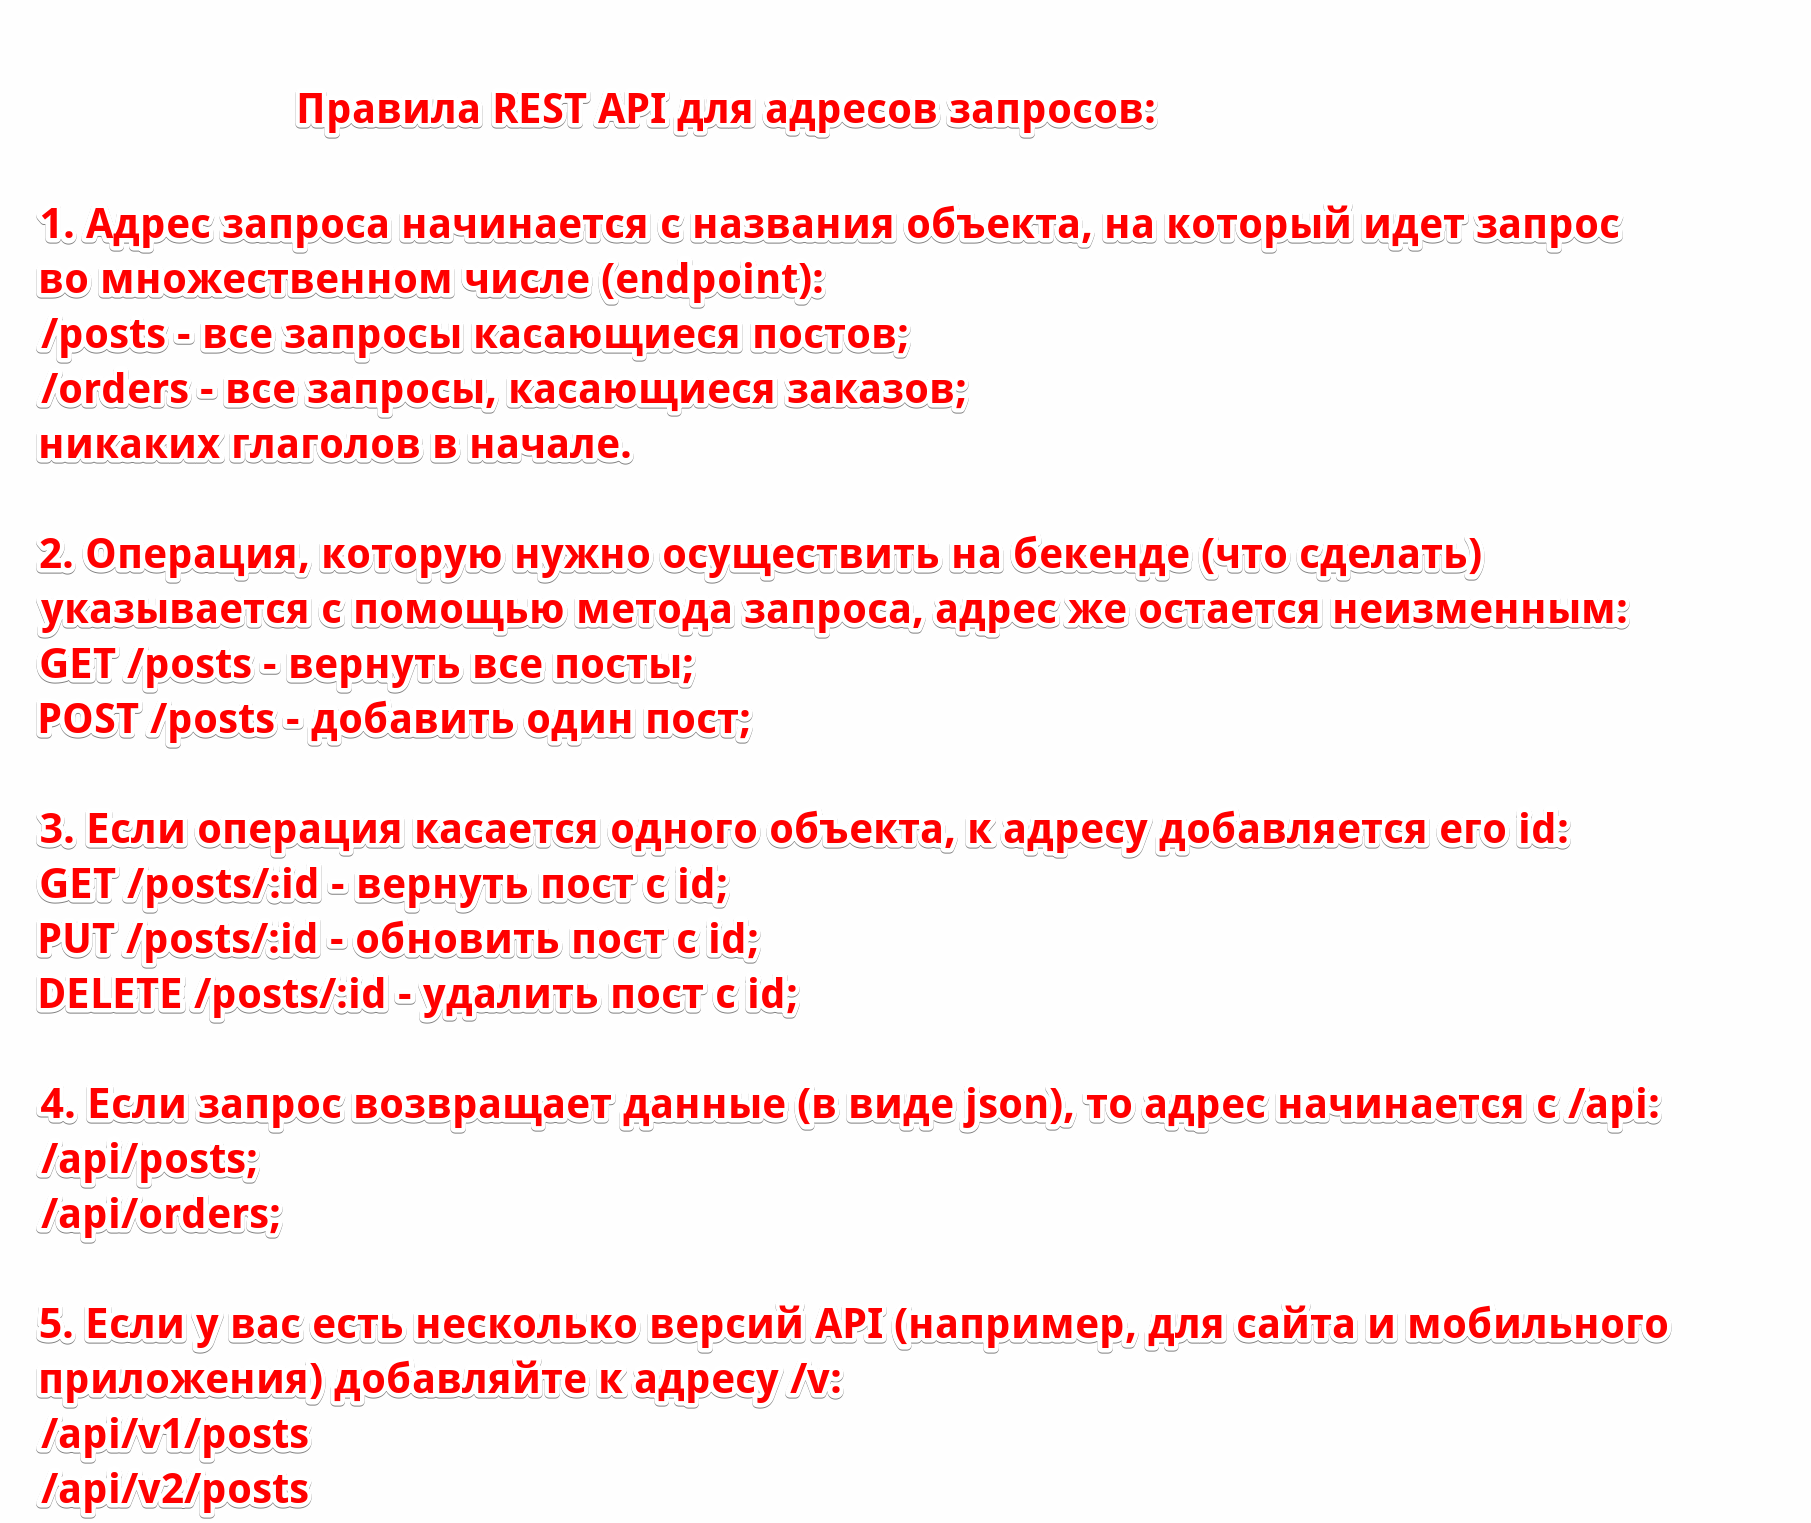 Правила REST API для адресов запросов:
1. Адрес запроса начинается с названия объекта, на который идет запрос
во множественном числе (endpoint):
/posts - все запросы касающиеся постов;
/orders - все запросы, касающиеся заказов;
никаких глаголов в начале.
2. Операция, которую нужно осуществить на бекенде (что сделать)
указывается с помощью метода запроса, адрес же остается неизменным:
GET /posts - вернуть все посты;
POST /posts - добавить один пост;
3. Если операция касается одного объекта, к адресу добавляется его id:
GET /posts/:id - вернуть пост с id;
PUT /posts/:id - обновить пост с id;
DELETE /posts/:id - удалить пост с id;
4. Если запрос возвращает данные (в виде json), то адрес начинается с /api:
/api/posts;
/api/orders;
5. Если у вас есть несколько версий API (например, для сайта и мобильного
приложения) добавляйте к адресу /v:
/api/v1/posts
/api/v2/posts